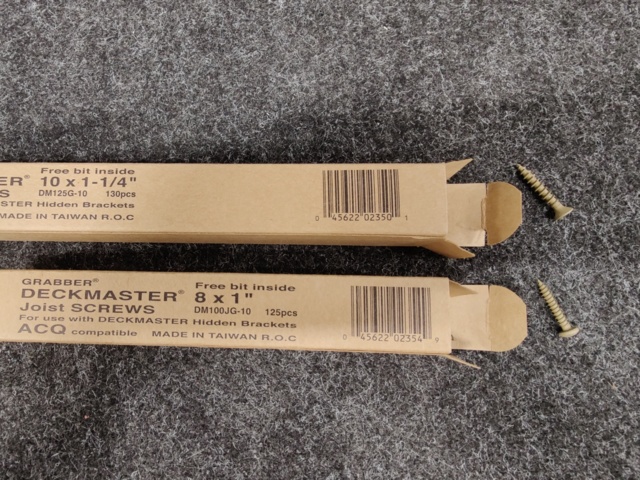 Free bit inside
ER® 10 x 1-1/4"
S DM125G-10 130pcs
STER Hidden Brackets
MADE IN TAIWAN R.O.C
0 45622 02350 1
GRABBER®
DECKMASTER®
Free bit inside
8 x 1"
Joist SCREWS
DM100JG-10 125pcs
For use with DECKMASTER Hidden Brackets
ACQ compatible MADE IN TAIWAN R.O.C
0 45622 02354 9